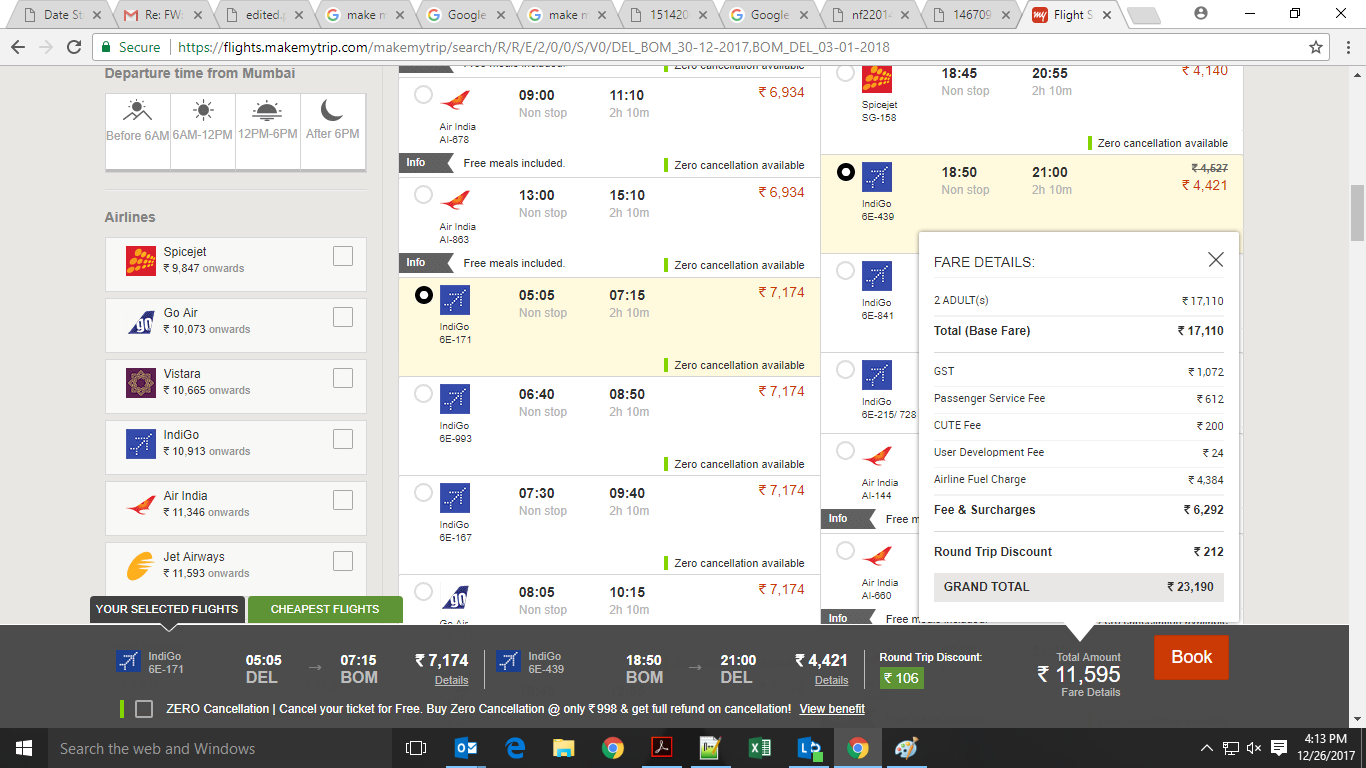 Date St
Re: FW:
edited.p
make m
Google
make m
151420
Google
nf22014
146709
my Flight S
Secure
https://flights.makemytrip.com/makemytrip/search/R/R/E/2/0/0/S/V0/DEL_BOM_30-12-2017,BOM_DEL_03-01-2018
Departure time from Mumbai
Before 6AM
6AM-12PM
12PM-6PM
After 6PM
Airlines
Spicejet
₹ 9,847 onwards
Go Air
₹ 10,073 onwards
Vistara
₹ 10,665 onwards
IndiGo
₹ 10,913 onwards
Air India
₹ 11,346 onwards
Jet Airways
₹ 11,593 onwards
Free meals included.
Zero cancellation available
09:00 11:10 ₹ 6,934
Non stop 2h 10m
Air India
AI-678
Info Free meals included. Zero cancellation available
13:00 15:10 ₹ 6,934
Non stop 2h 10m
Air India
AI-863
Info Free meals included. Zero cancellation available
05:05 07:15 ₹ 7,174
Non stop 2h 10m
IndiGo
6E-171
Zero cancellation available
06:40 08:50 ₹ 7,174
Non stop 2h 10m
IndiGo
6E-993
Zero cancellation available
07:30 09:40 ₹ 7,174
Non stop 2h 10m
IndiGo
6E-167
Zero cancellation available
08:05 10:15 ₹ 7,174
Non stop 2h 10m
Go Air
18:45 20:55 ₹ 4,140
Non stop 2h 10m
Spicejet
SG-158
Zero cancellation available
18:50 21:00 ₹ 4,527
Non stop 2h 10m ₹ 4,421
IndiGo
6E-439
IndiGo
6E-841
IndiGo
6E-215/ 728
Air India
AI-144
Info Free m
Air India
AI-660
Info Free meals included. Zero cancellation available
FARE DETAILS:
2 ADULT(s) ₹ 17,110
Total (Base Fare) ₹ 17,110
GST ₹ 1,072
Passenger Service Fee ₹ 612
CUTE Fee ₹ 200
User Development Fee ₹ 24
Airline Fuel Charge ₹ 4,384
Fee & Surcharges ₹ 6,292
Round Trip Discount ₹ 212
GRAND TOTAL ₹ 23,190
YOUR SELECTED FLIGHTS
CHEAPEST FLIGHTS
IndiGo
6E-171
05:05 → 07:15 ₹ 7,174
DEL BOM Details
IndiGo
6E-439
18:50 → 21:00 ₹ 4,421
BOM DEL Details
Round Trip Discount:
₹ 106
Total Amount
₹ 11,595
Fare Details
Book
ZERO Cancellation | Cancel your ticket for Free. Buy Zero Cancellation @ only ₹ 998 & get full refund on cancellation! View benefit
Search the web and Windows
4:13 PM
12/26/2017